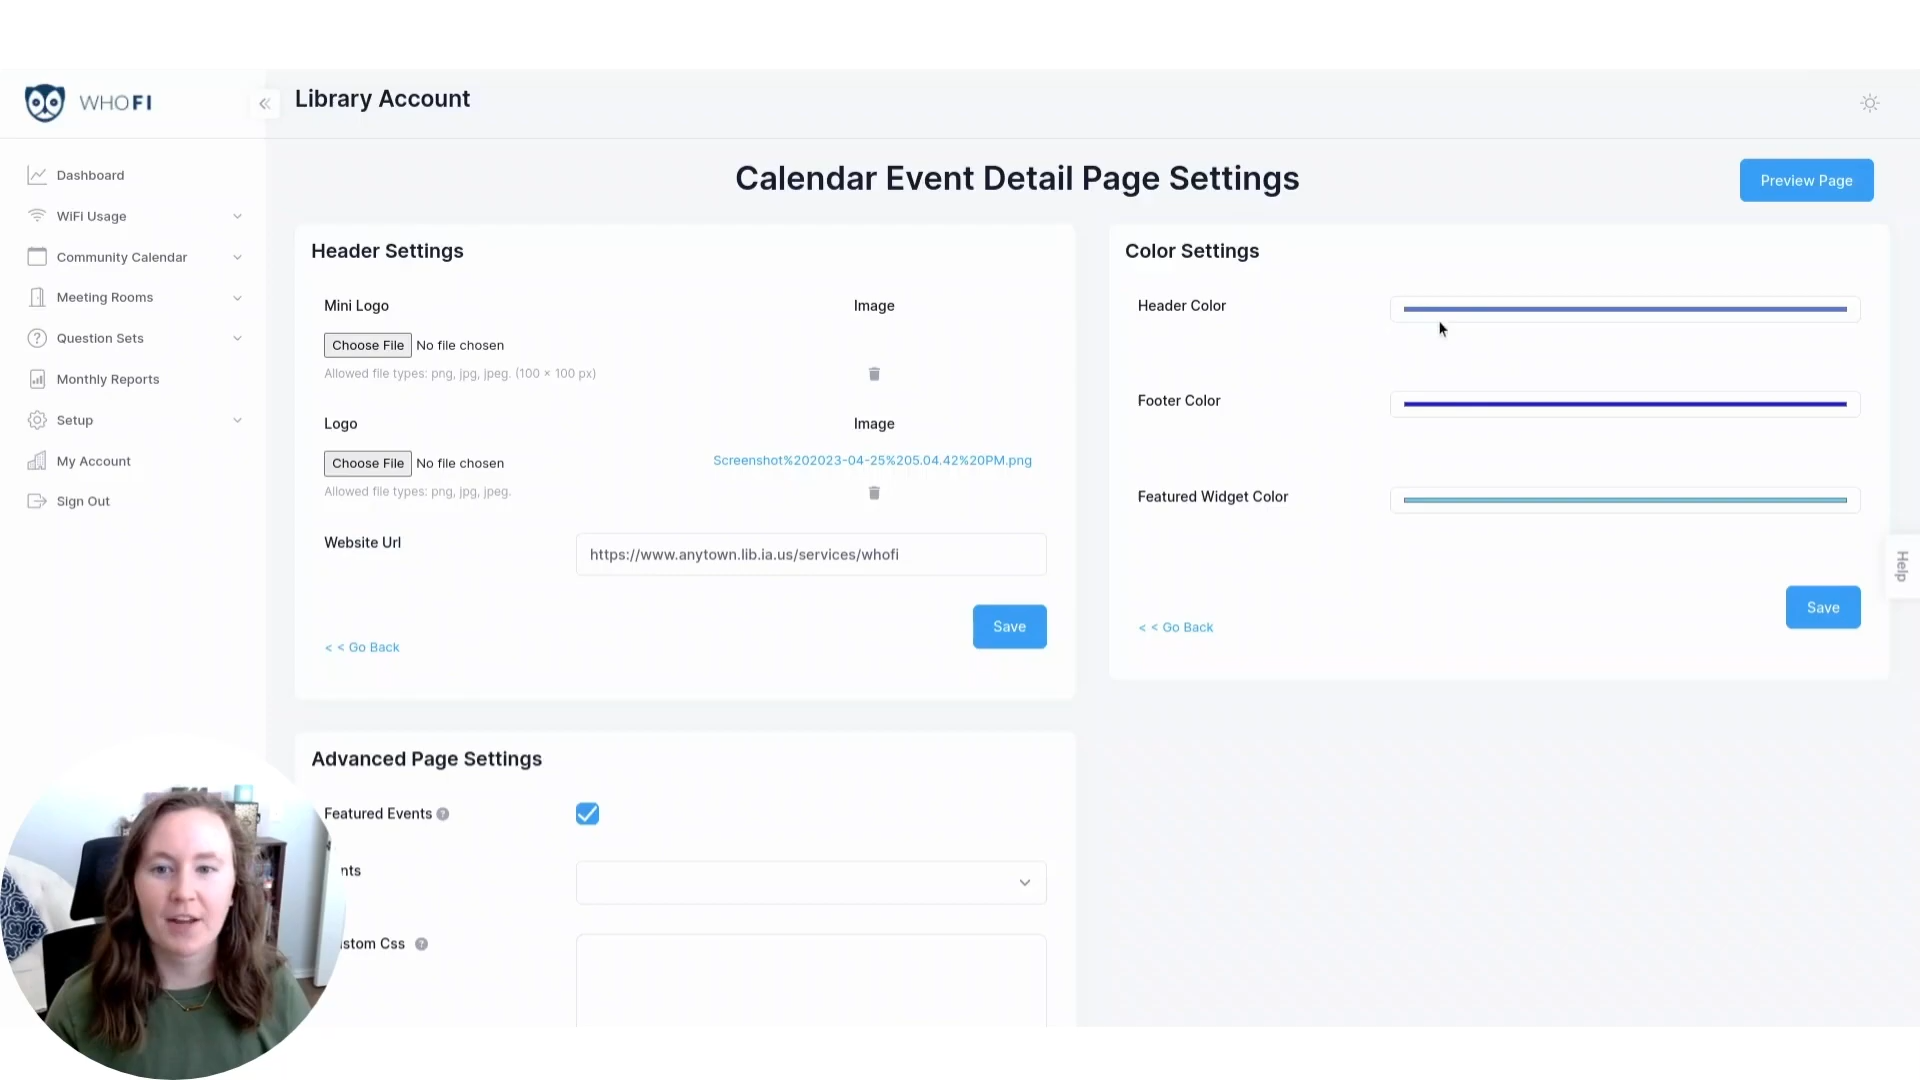 WHOFI
Library Account
Dashboard
WiFi Usage
Community Calendar
Meeting Rooms
Question Sets
Monthly Reports
Setup
My Account
Sign Out
Calendar Event Detail Page Settings
Preview Page
Header Settings
Mini Logo
Image
Choose File No file chosen
Allowed file types: png, jpg, jpeg. (100 × 100 px)
Logo
Image
Choose File No file chosen
Screenshot%202023-04-25%205.04.42%20PM.png
Allowed file types: png, jpg, jpeg.
Website Url
https://www.anytown.lib.ia.us/services/whofi
< < Go Back
Save
Color Settings
Header Color
Footer Color
Featured Widget Color
< < Go Back
Save
Help
Advanced Page Settings
Featured Events ?
nts
stom Css ?